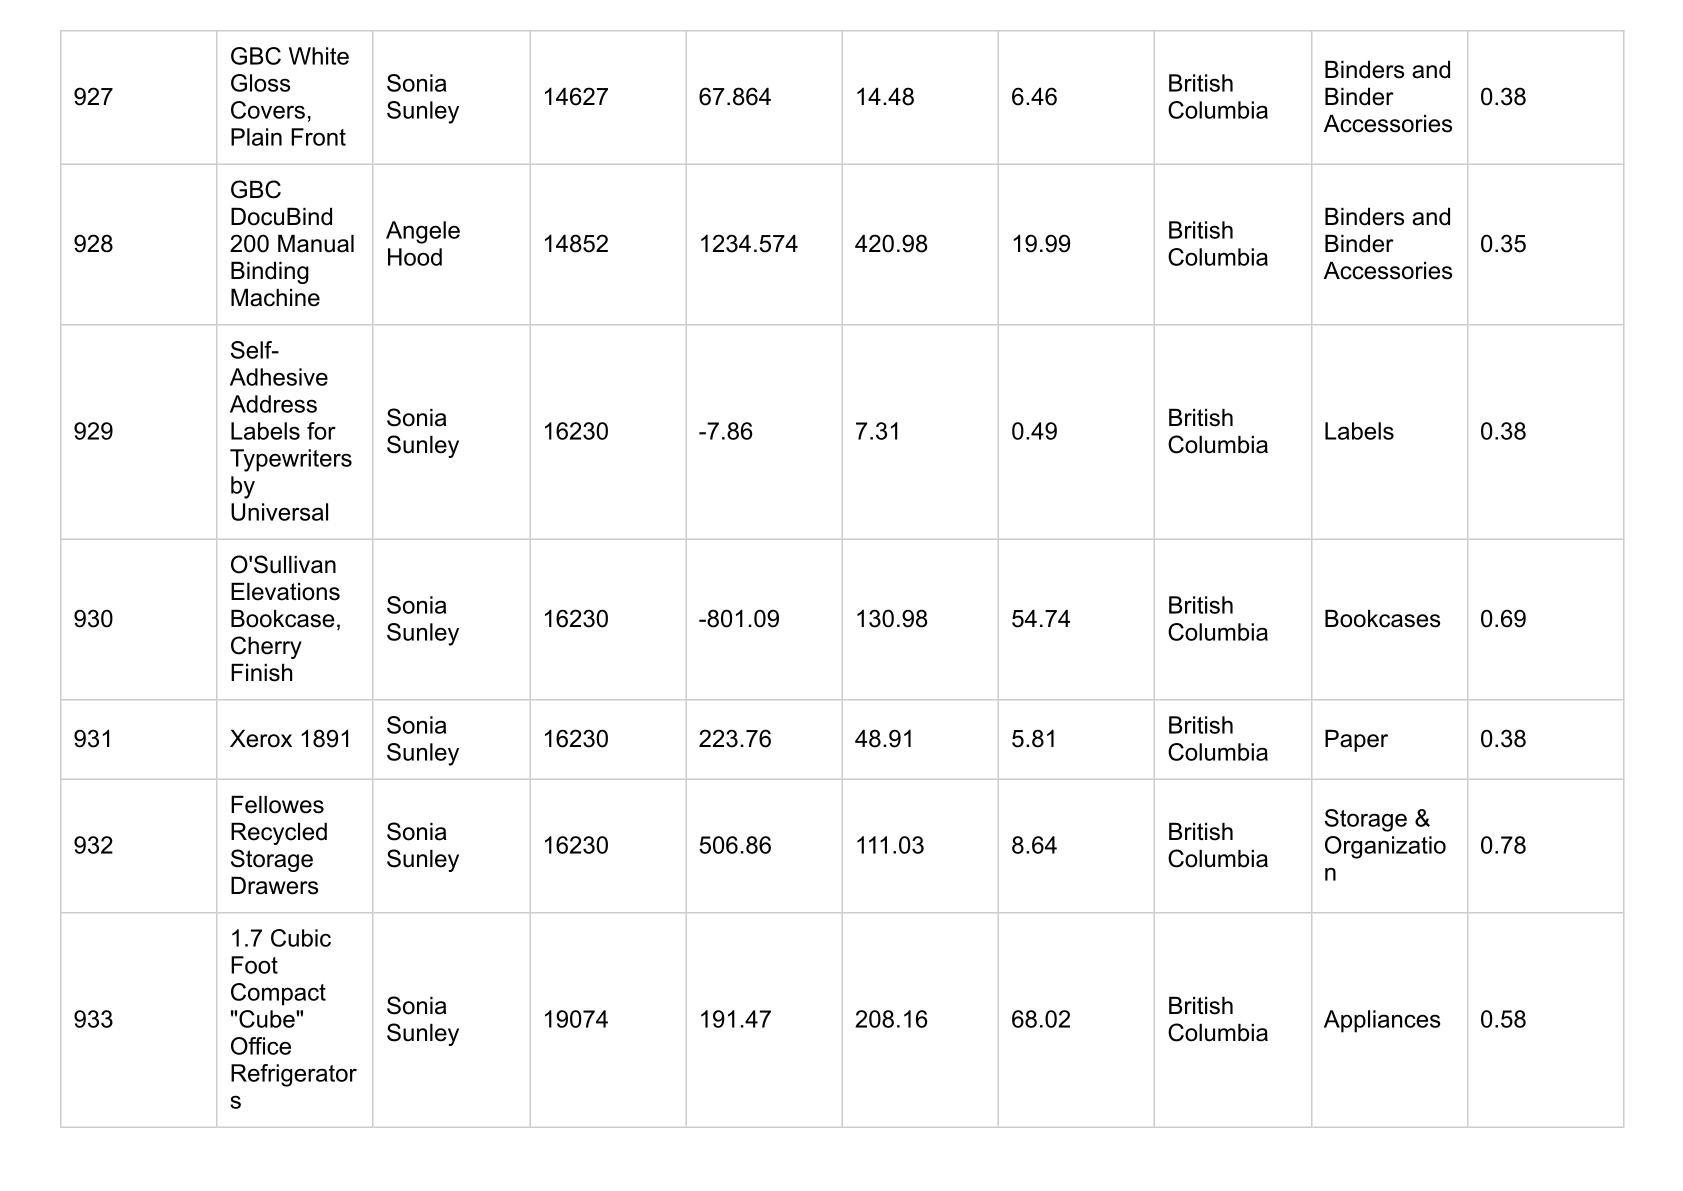 927
GBC White
Gloss
Covers,
Plain Front
Sonia
Sunley
14627
67.864
14.48
6.46
British
Columbia
Binders and
Binder
Accessories
0.38
928
GBC
DocuBind
200 Manual
Binding
Machine
Angele
Hood
14852
1234.574
420.98
19.99
British
Columbia
Binders and
Binder
Accessories
0.35
929
Self-
Adhesive
Address
Labels for
Typewriters
by
Universal
Sonia
Sunley
16230
-7.86
7.31
0.49
British
Columbia
Labels
0.38
930
O'Sullivan
Elevations
Bookcase,
Cherry
Finish
Sonia
Sunley
16230
-801.09
130.98
54.74
British
Columbia
Bookcases
0.69
931
Xerox 1891
Sonia
Sunley
16230
223.76
48.91
5.81
British
Columbia
Paper
0.38
932
Fellowes
Recycled
Storage
Drawers
Sonia
Sunley
16230
506.86
111.03
8.64
British
Columbia
Storage &
Organizatio
n
0.78
933
1.7 Cubic
Foot
Compact
"Cube"
Office
Refrigerator
s
Sonia
Sunley
19074
191.47
208.16
68.02
British
Columbia
Appliances
0.58